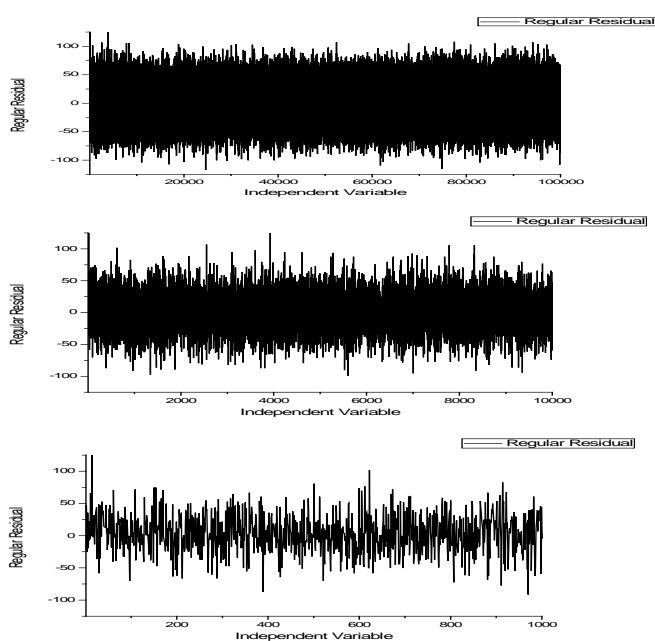 Regular Residual
100
50
0
-50
-100
Regular Residual
20000 40000 60000 80000 100000
Independent Variable
Regular Residual
100
50
0
-50
-100
Regular Residual
2000 4000 6000 8000 10000
Independent Variable
Regular Residual
100
50
0
-50
-100
Regular Residual
200 400 600 800 1000
Independent Variable